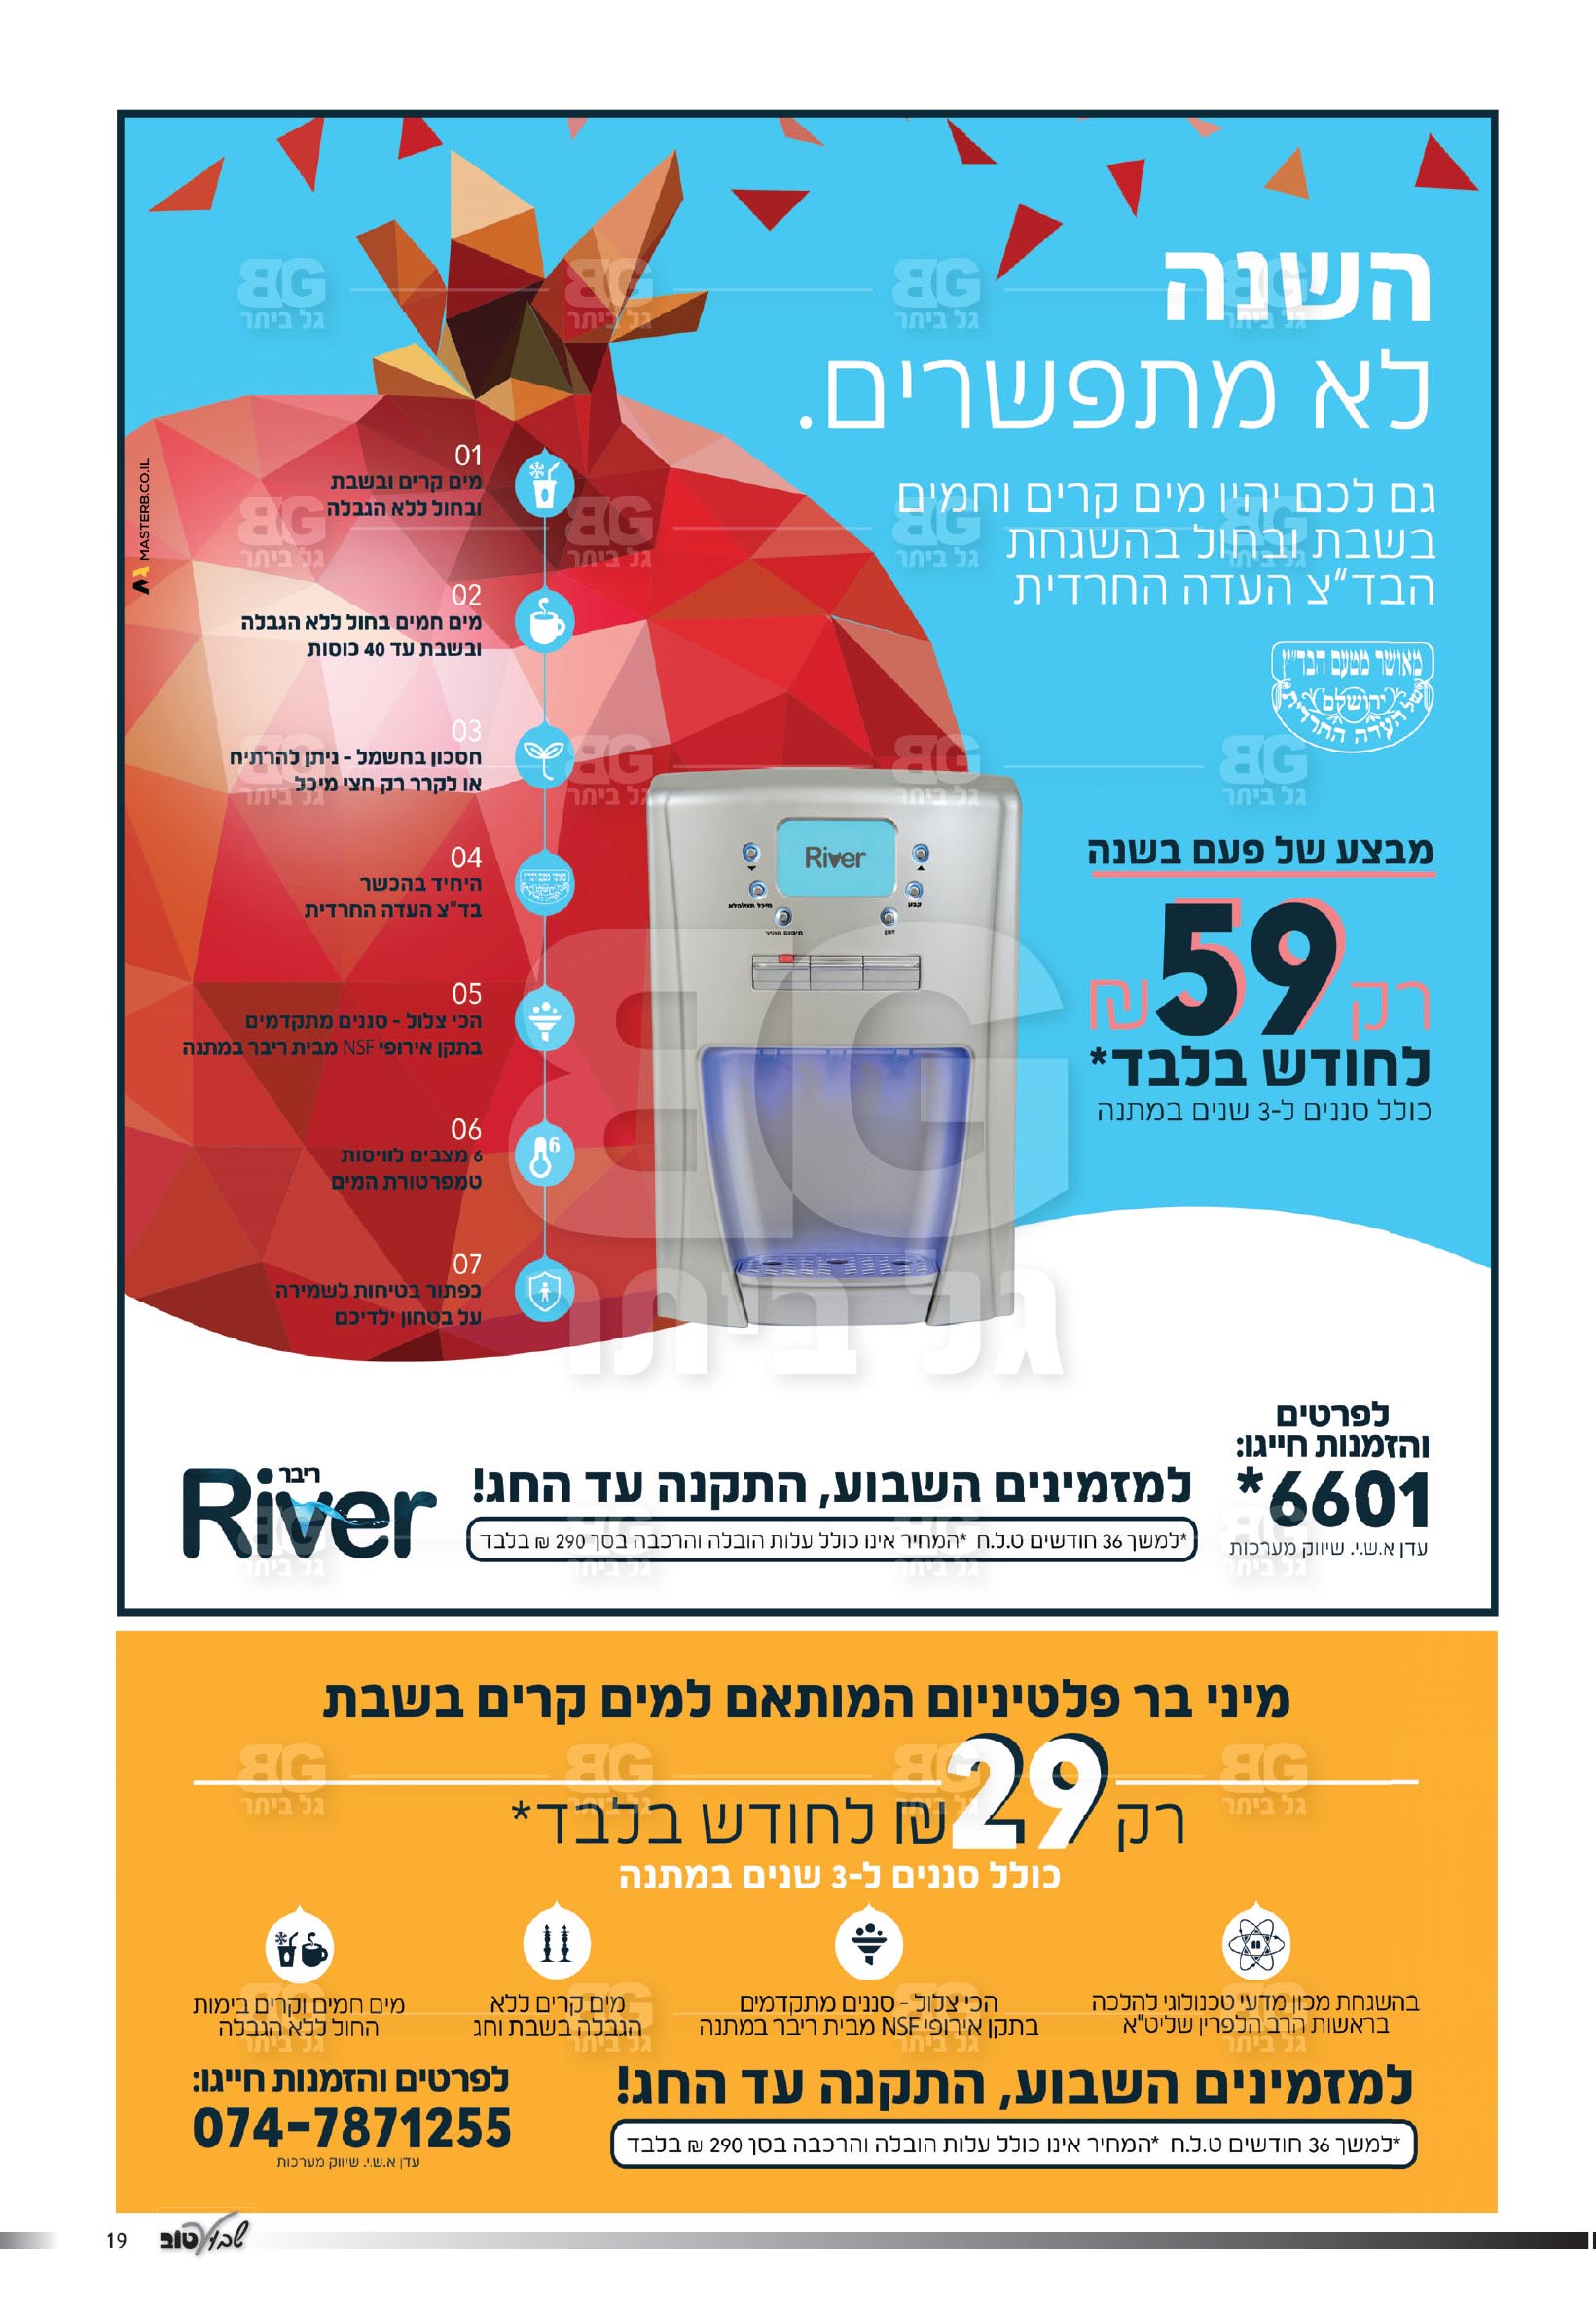 השנה
לא מתפשרים.
גם לכם יהיו מים קרים וחמים
בשבת ובחול בהשגחת
הבד"צ העדה החרדית
מאושר מטעם הבד"ץ
ירושלם
של העדה החרדית
מבצע של פעם בשנה
רק 59 ₪
לחודש בלבד*
כולל סננים ל-3 שנים במתנה
01
מים קרים ובשבת
ובחול ללא הגבלה
02
מים חמים בחול ללא הגבלה
ובשבת עד 40 כוסות
03
חסכון בחשמל - ניתן להרתיח
או לקרר רק חצי מיכל
04
היחיד בהכשר
בד"צ העדה החרדית
05
הכי צלול - סננים מתקדמים
בתקן אירופי NSF מבית ריבר במתנה
06
6 מצבים לוויסות
טמפרטורת המים
07
כפתור בטיחות לשמירה
על בטחון ילדיכם
MASTERB.CO.IL
River
קבע
זמן
BG
גל ביתר
לפרטים
והזמנות חייגו:
*6601
עדן א.ש.י. שיווק מערכות
למזמינים השבוע, התקנה עד החג!
*למשך 36 חודשים ט.ל.ח *המחיר אינו כולל עלות הובלה והרכבה בסך 290 ₪ בלבד
ריבר
River
מיני בר פלטיניום המותאם למים קרים בשבת
רק 29 ₪ לחודש בלבד*
כולל סננים ל-3 שנים במתנה
בהשגחת מכון מדעי טכנולוגי להלכה
בראשות הרב הלפרין שליט"א
הכי צלול - סננים מתקדמים
בתקן אירופי NSF מבית ריבר במתנה
מים קרים ללא
הגבלה בשבת וחג
מים חמים וקרים בימות
החול ללא הגבלה
למזמינים השבוע, התקנה עד החג!
*למשך 36 חודשים ט.ל.ח *המחיר אינו כולל עלות הובלה והרכבה בסך 290 ₪ בלבד
לפרטים והזמנות חייגו:
074-7871255
עדן א.ש.י. שיווק מערכות
שבוע טוב
19